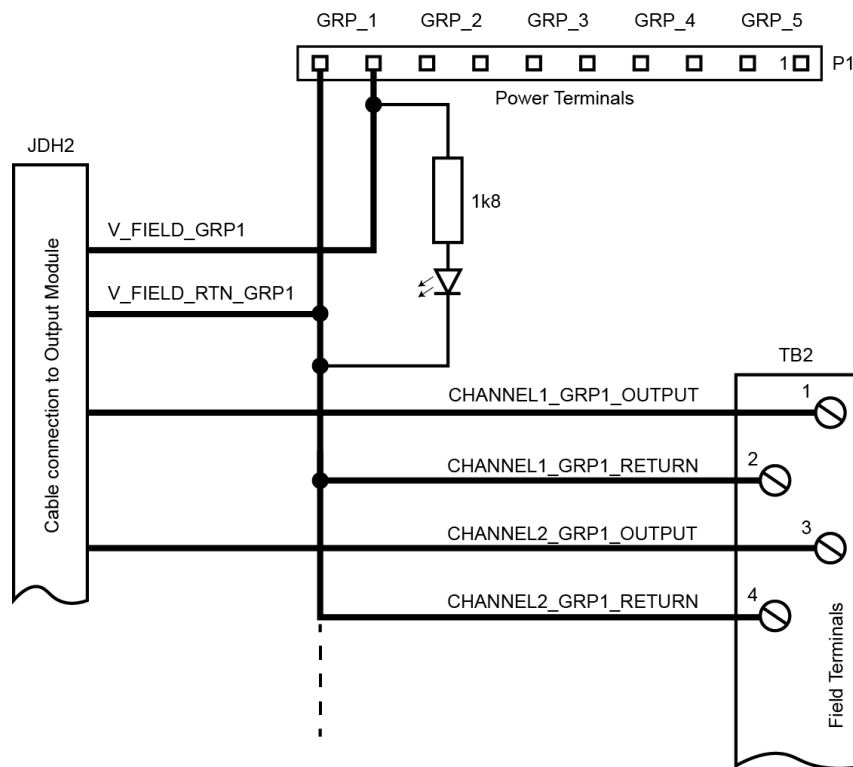 GRP_1 GRP_2 GRP_3 GRP_4 GRP_5
1 P1
Power Terminals
JDH2
1k8
V_FIELD_GRP1
V_FIELD_RTN_GRP1
Cable connection to Output Module
TB2
CHANNEL1_GRP1_OUTPUT 1
CHANNEL1_GRP1_RETURN 2
CHANNEL2_GRP1_OUTPUT 3
CHANNEL2_GRP1_RETURN 4
Field Terminals